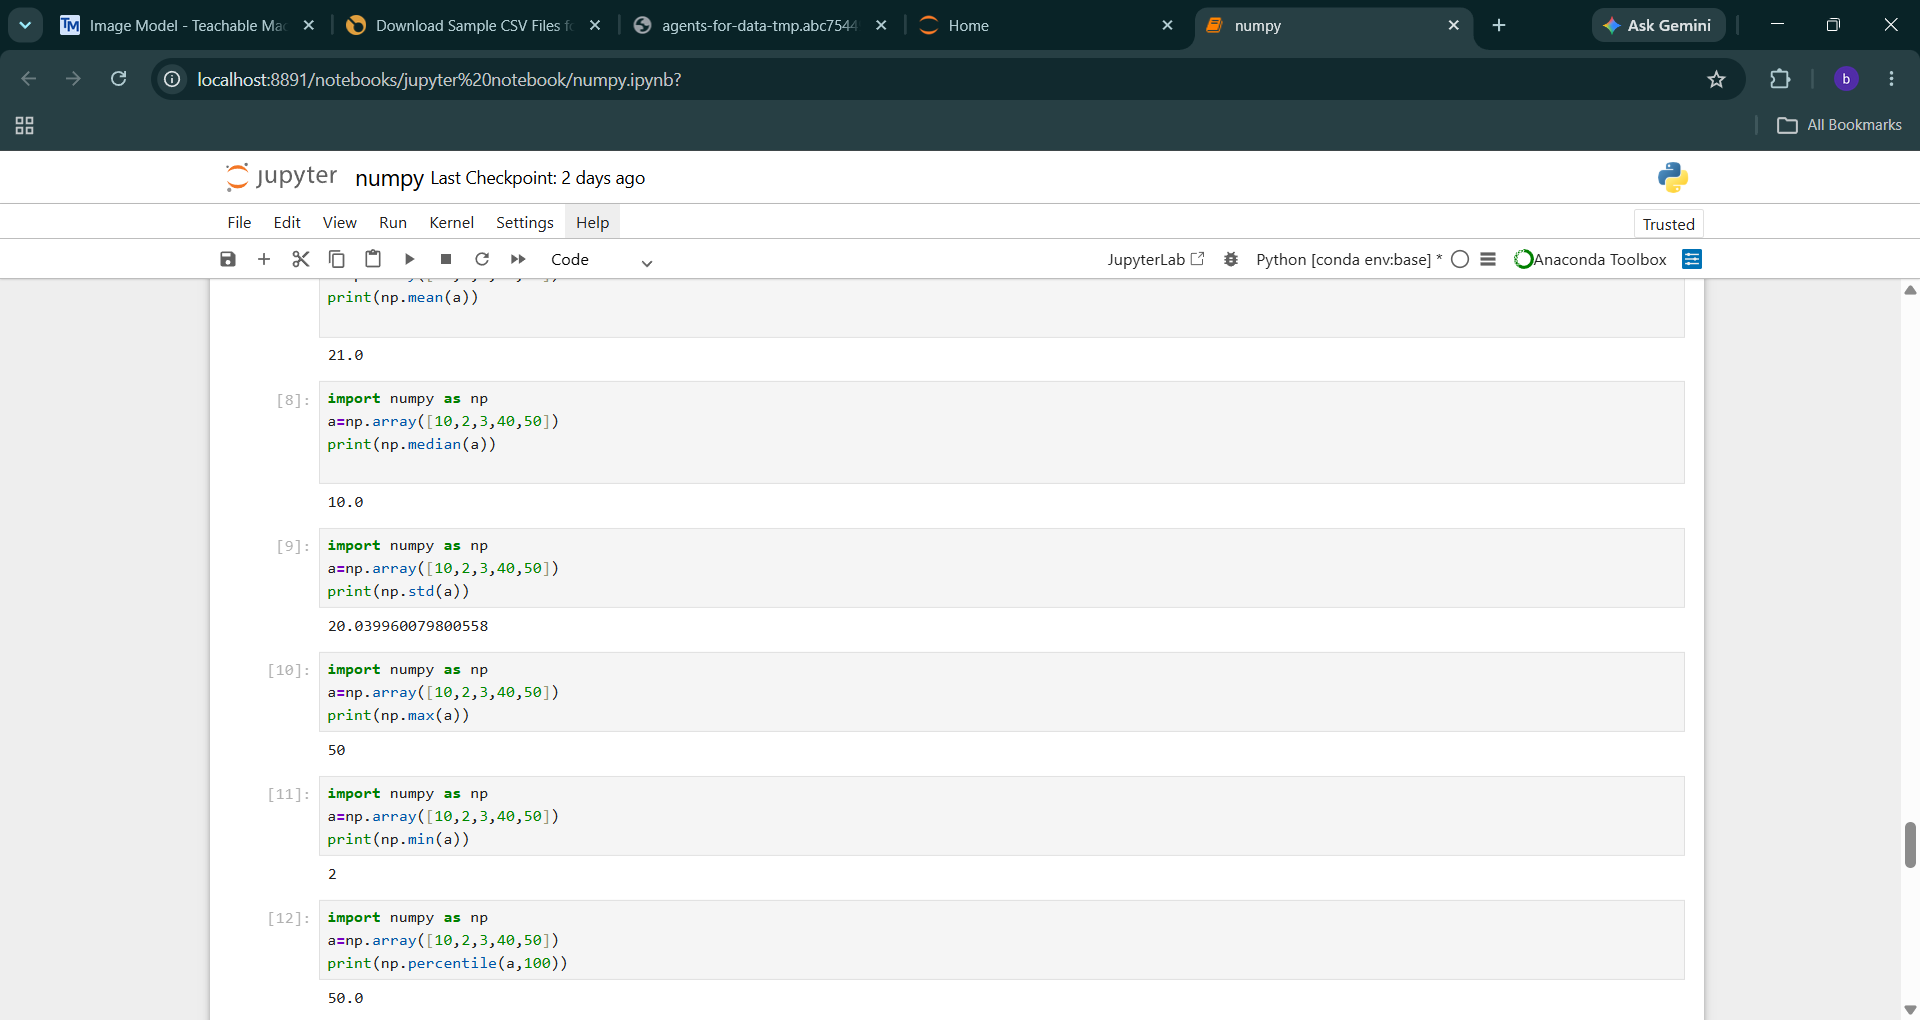 Image Model - Teachable Mac
Download Sample CSV Files fo
agents-for-data-tmp.abc7544
Home
numpy
Ask Gemini
localhost:8891/notebooks/jupyter%20notebook/numpy.ipynb?
b
All Bookmarks
jupyter numpy Last Checkpoint: 2 days ago
File Edit View Run Kernel Settings Help
Trusted
Code
JupyterLab
Python [conda env:base] *
Anaconda Toolbox
print(np.mean(a))
21.0
[8]:
import numpy as np
a=np.array([10,2,3,40,50])
print(np.median(a))
10.0
[9]:
import numpy as np
a=np.array([10,2,3,40,50])
print(np.std(a))
20.039960079800558
[10]:
import numpy as np
a=np.array([10,2,3,40,50])
print(np.max(a))
50
[11]:
import numpy as np
a=np.array([10,2,3,40,50])
print(np.min(a))
2
[12]:
import numpy as np
a=np.array([10,2,3,40,50])
print(np.percentile(a,100))
50.0